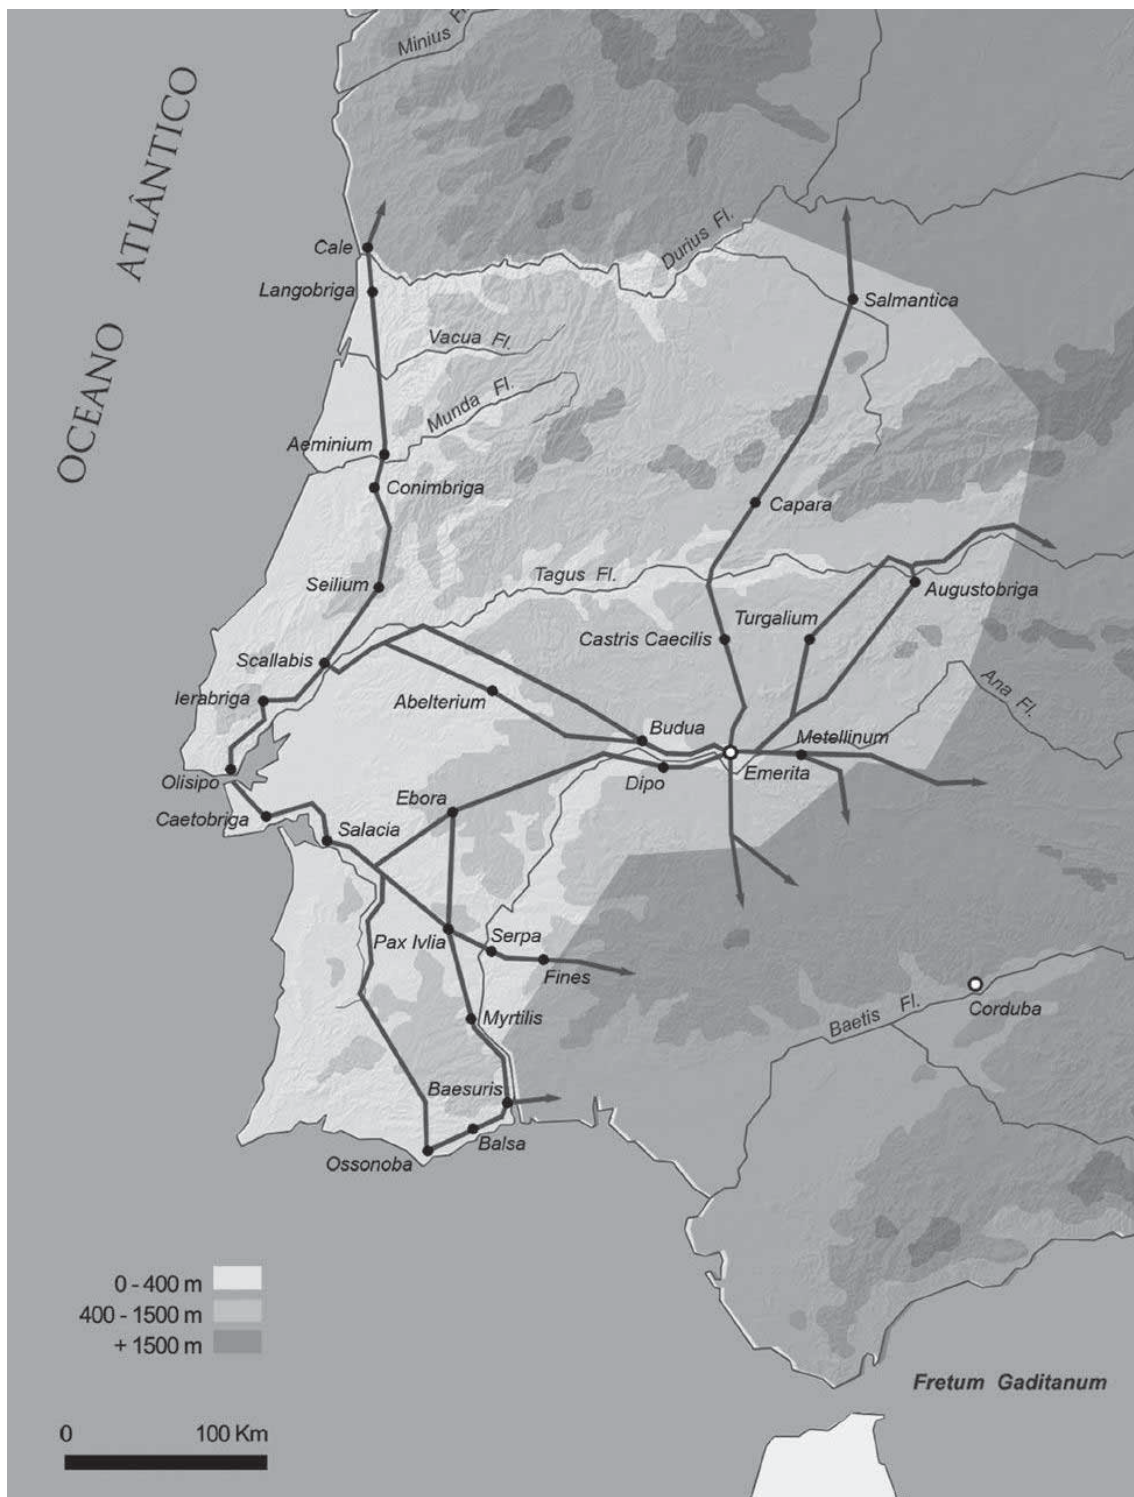 Minius Fl.
OCEANO ATLÂNTICO
Durius Fl.
Cale
Langobriga
Salmantica
Vacua Fl.
Munda Fl.
Aeminium
Conimbriga
Capara
Tagus Fl.
Seilium
Augustobriga
Turgalium
Castris Caecilis
Scallabis
Ierabriga
Abelterium
Ana Fl.
Budua
Metellinum
Olisipo
Dipo
Emerita
Ebora
Caetobriga
Salacia
Pax Ivlia
Serpa
Fines
Myrtilis
Corduba
Baetis Fl.
Baesuris
Balsa
Ossonoba
0 - 400 m
400 - 1500 m
+ 1500 m
Fretum Gaditanum
0 100 Km